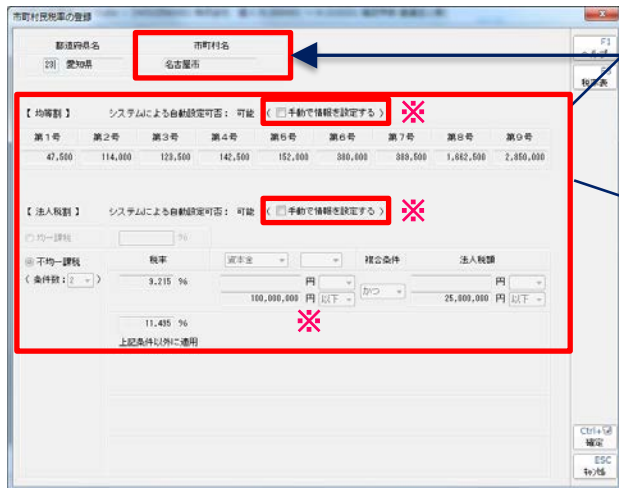 市町村民税率の登録
都道府県名 市町村名
23 愛知県 名古屋市
F1
税率表
【 均等割 】 システムによる自動設定可否： 可能 ( 手動で情報を設定する ) ※
第1号 第2号 第3号 第4号 第5号 第6号 第7号 第8号 第9号
47,500 114,000 123,500 142,500 152,000 380,000 389,500 1,662,500 2,850,000
【 法人税割 】 システムによる自動設定可否： 可能 ( 手動で情報を設定する ) ※
均一課税 %
不均一課税 税率 資本金 複合条件 法人税額
( 条件数： 2 ) 9.215 % 円 かつ 円
100,000,000 円 以下 25,000,000 円 以下
11.495 % ※
上記条件以外に適用
Ctrl+
確定
ESC
ｷｬﾝｾﾙ